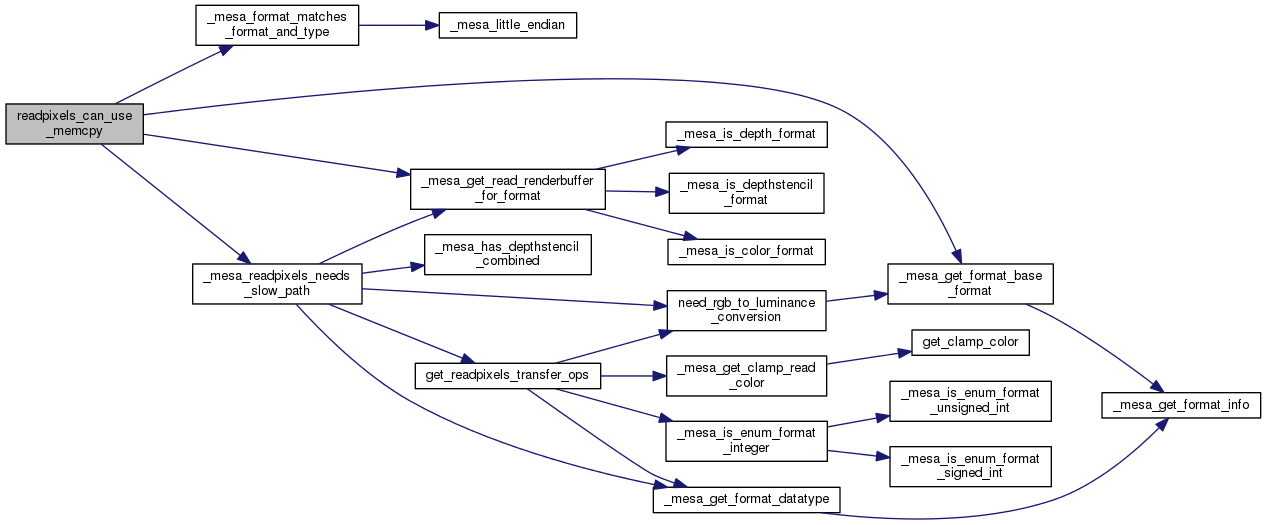 _mesa_format_matches
_format_and_type
_mesa_little_endian
readpixels_can_use
_memcpy
_mesa_is_depth_format
_mesa_get_read_renderbuffer
_for_format
_mesa_is_depthstencil
_format
_mesa_is_color_format
_mesa_has_depthstencil
_combined
_mesa_readpixels_needs
_slow_path
_mesa_get_format_base
_format
need_rgb_to_luminance
_conversion
get_clamp_color
get_readpixels_transfer_ops
_mesa_get_clamp_read
_color
_mesa_is_enum_format
_unsigned_int
_mesa_get_format_info
_mesa_is_enum_format
_integer
_mesa_is_enum_format
_signed_int
_mesa_get_format_datatype